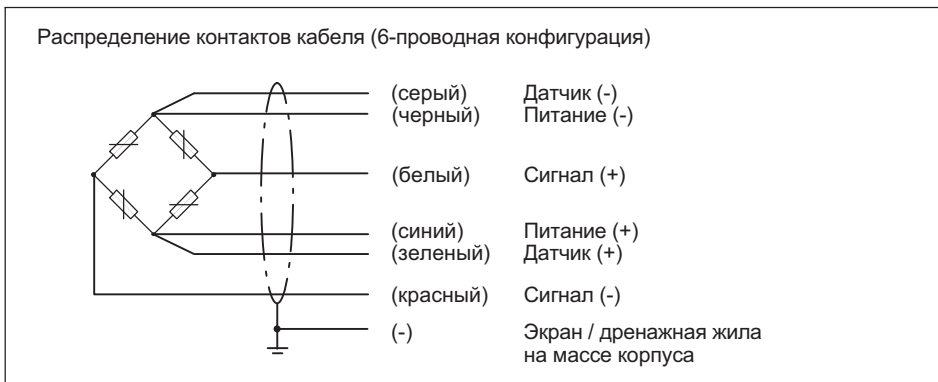 Распределение контактов кабеля (6-проводная конфигурация)
(серый) Датчик (-)
(черный) Питание (-)
(белый) Сигнал (+)
(синий) Питание (+)
(зеленый) Датчик (+)
(красный) Сигнал (-)
(-) Экран / дренажная жила
на массе корпуса